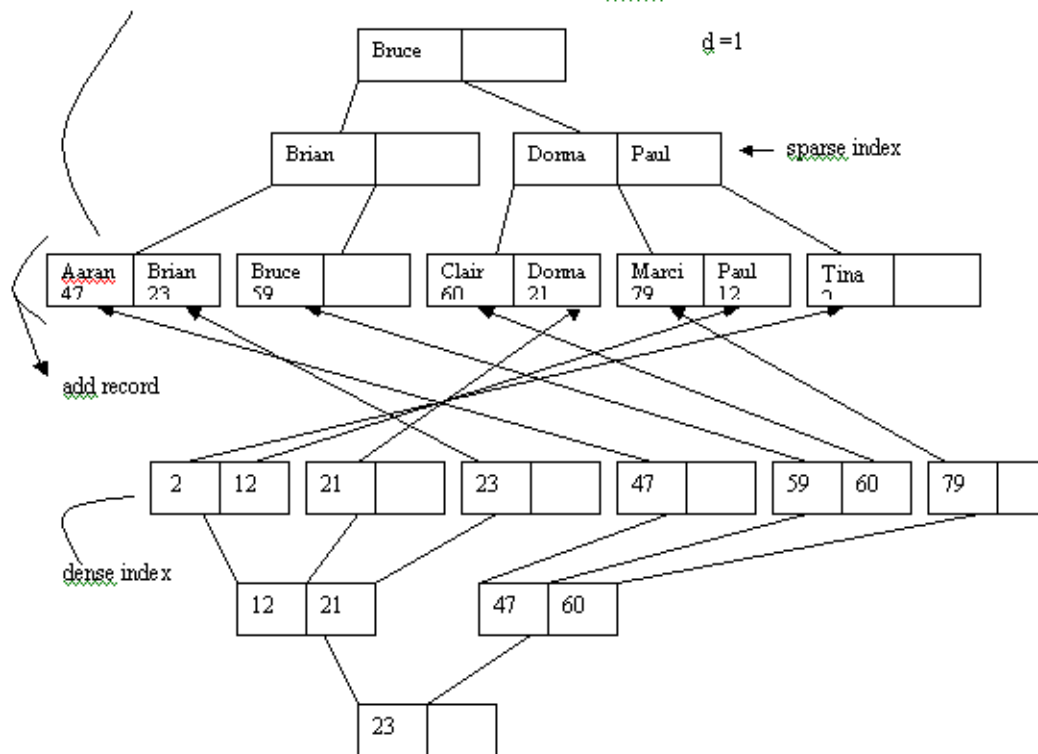 d =1
Bruce
Brian
Dorma Paul
sparse index
Aaran Brian Bruce Clair Dorma Marci Paul Tina
47 23 59 60 21 79 12 2
add record
2 12 21 23 47 59 60 79
dense index
12 21 47 60
23